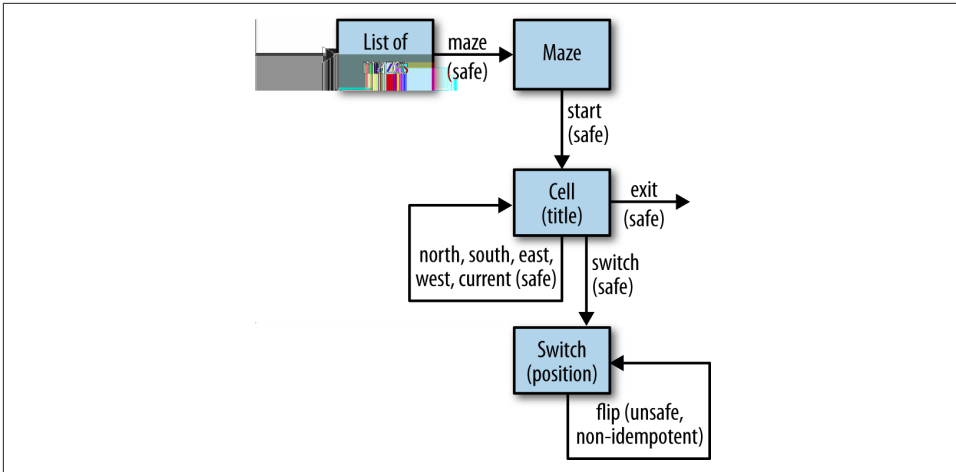 List of
maze
(safe)
Maze
start
(safe)
Cell
(title)
exit
(safe)
north, south, east,
west, current (safe)
switch
(safe)
Switch
(position)
flip (unsafe,
non-idempotent)